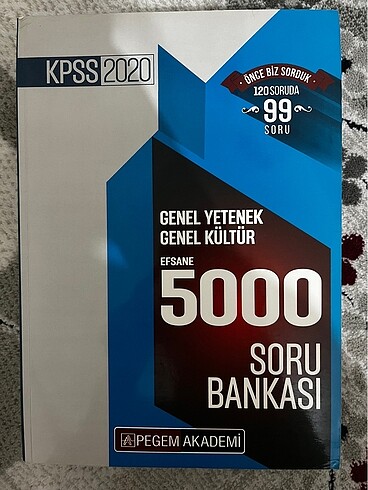 KPSS 2020
ÖNCE BİZ SORDUK
120 SORUDA
99
SORU
GENEL YETENEK
GENEL KÜLTÜR
EFSANE
5000
SORU
BANKASI
PEGEM AKADEMİ